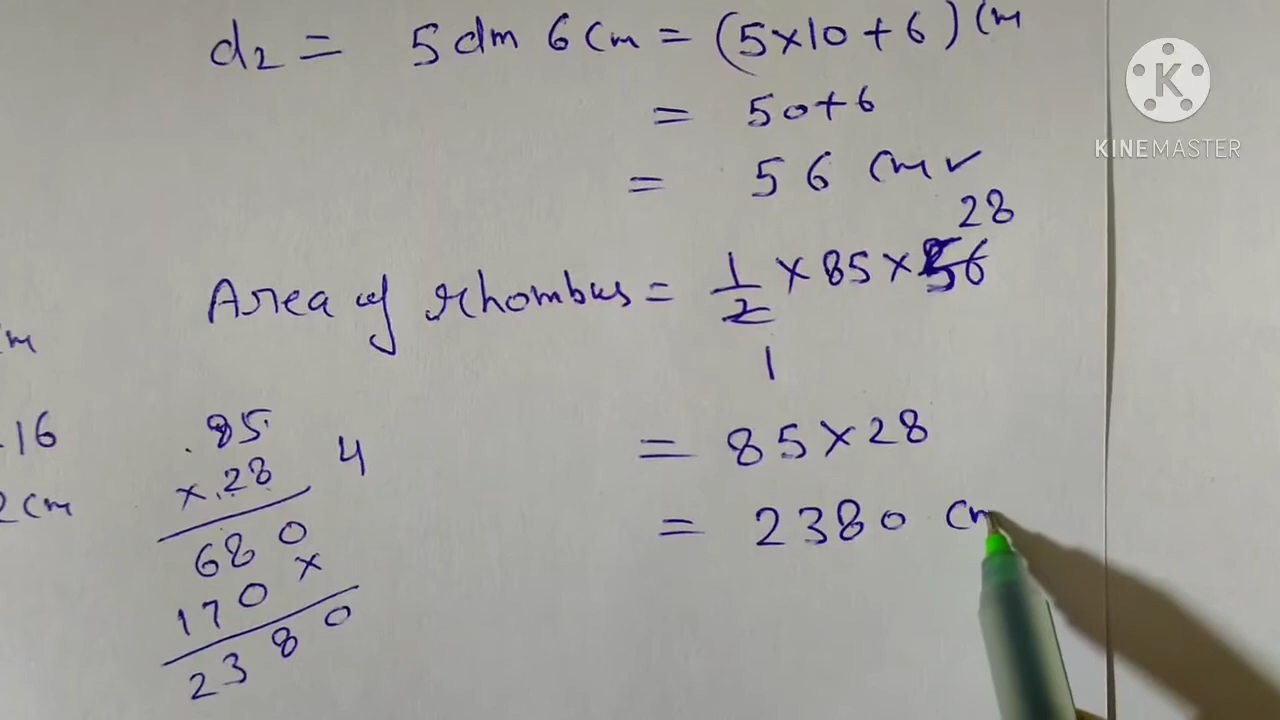 d2 = 5 dm 6 cm = (5×10+6) cm
= 50+6
= 56 cm ✓
28
Area of rhombus = 1/2 × 85 × 56
1
= 85×28
= 2380 cm
m
.16
2cm
85
×28 4
680
170×
2380
K
KINEMASTER